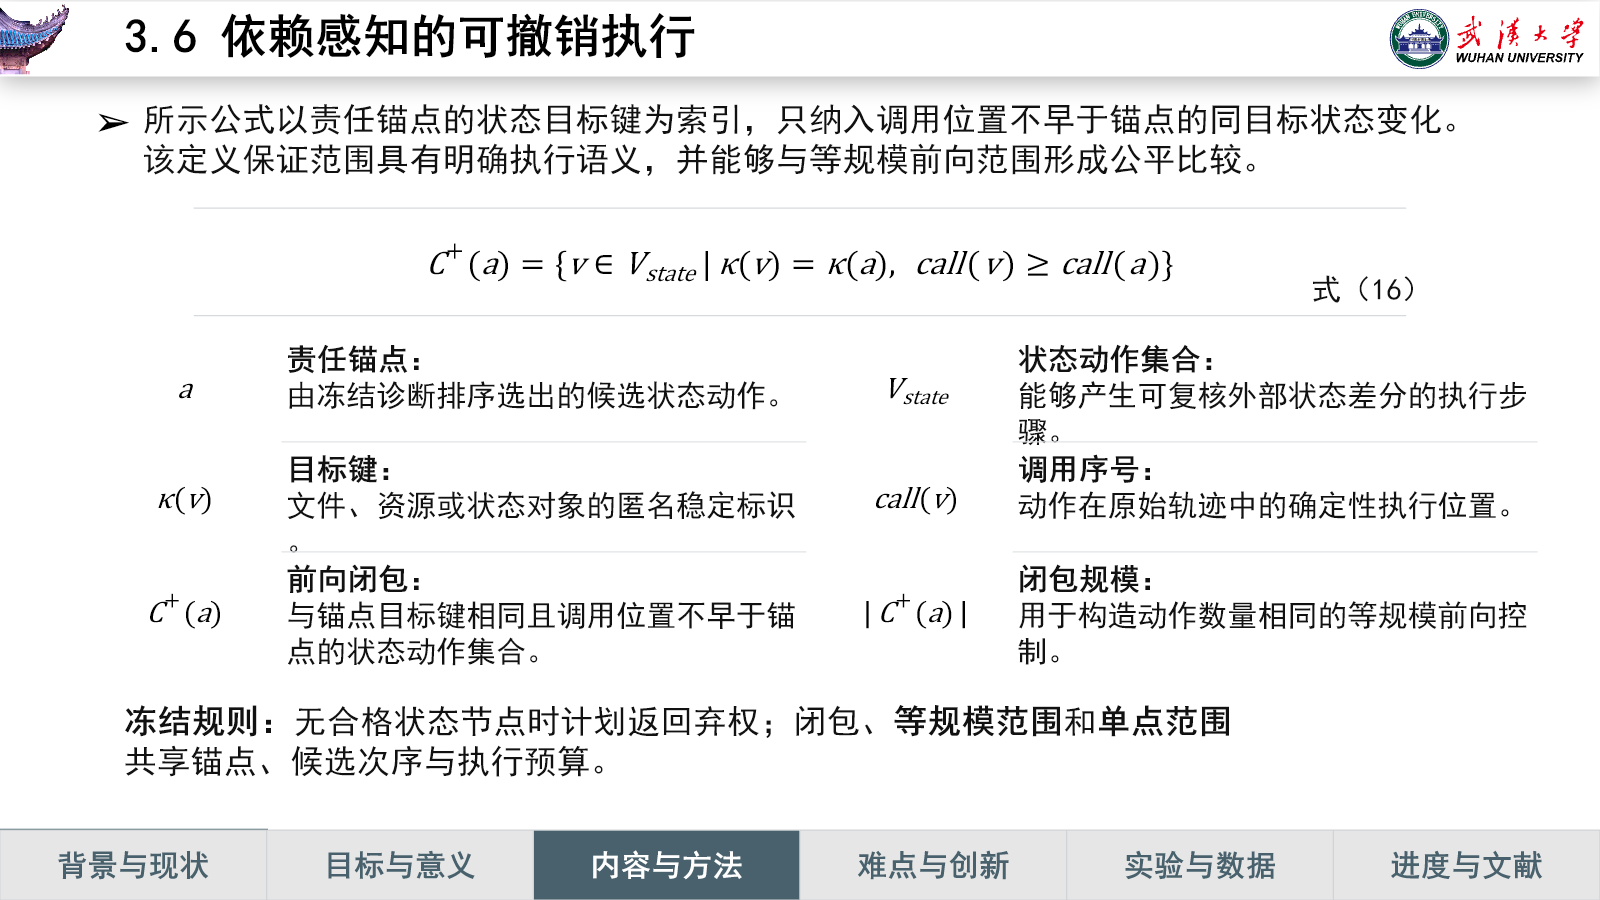 3.6 依赖感知的可撤销执行
武汉大学
WUHAN UNIVERSITY
➢ 所示公式以责任锚点的状态目标键为索引，只纳入调用位置不早于锚点的同目标状态变化。
该定义保证范围具有明确执行语义，并能够与等规模前向范围形成公平比较。
C⁺(a) = {v ∈ V_state | κ(v) = κ(a), call(v) ≥ call(a)}
式（16）
a
责任锚点：
由冻结诊断排序选出的候选状态动作。
V_state
状态动作集合：
能够产生可复核外部状态差分的执行步
骤。
κ(v)
目标键：
文件、资源或状态对象的匿名稳定标识
。
call(v)
调用序号：
动作在原始轨迹中的确定性执行位置。
C⁺(a)
前向闭包：
与锚点目标键相同且调用位置不早于锚
点的状态动作集合。
|C⁺(a)|
闭包规模：
用于构造动作数量相同的等规模前向控
制。
冻结规则：无合格状态节点时计划返回弃权；闭包、等规模范围和单点范围
共享锚点、候选次序与执行预算。
背景与现状
目标与意义
内容与方法
难点与创新
实验与数据
进度与文献